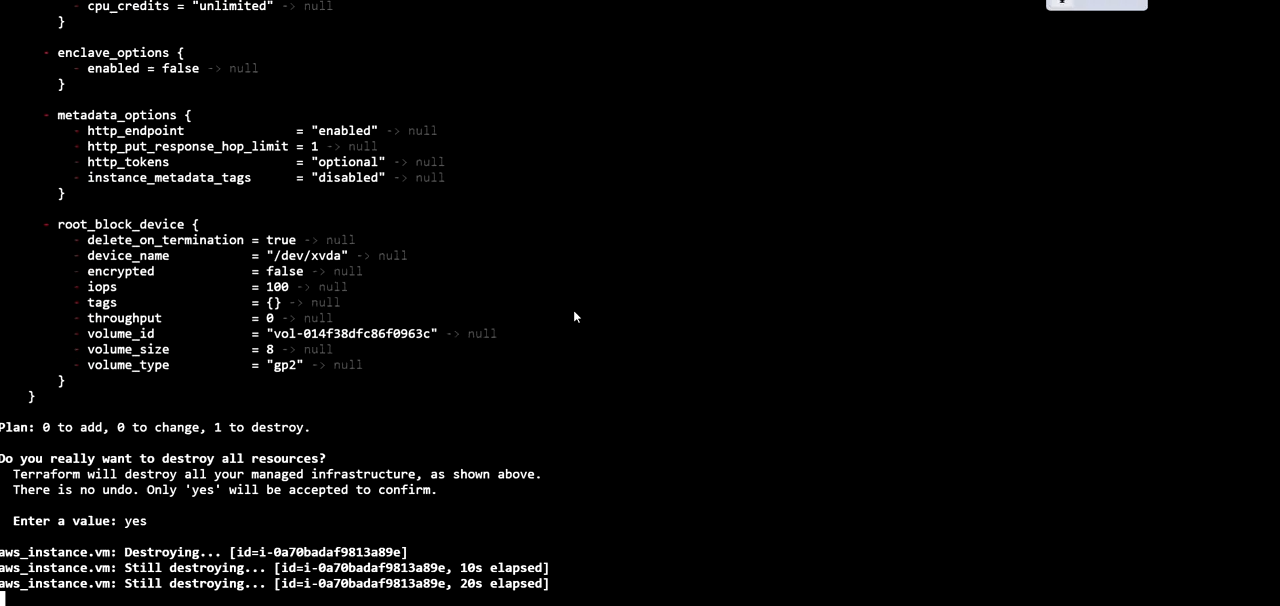 - cpu_credits = "unlimited" -> null
}
- enclave_options {
- enabled = false -> null
}
- metadata_options {
- http_endpoint = "enabled" -> null
- http_put_response_hop_limit = 1 -> null
- http_tokens = "optional" -> null
- instance_metadata_tags = "disabled" -> null
}
- root_block_device {
- delete_on_termination = true -> null
- device_name = "/dev/xvda" -> null
- encrypted = false -> null
- iops = 100 -> null
- tags = {} -> null
- throughput = 0 -> null
- volume_id = "vol-014f38dfc86f0963c" -> null
- volume_size = 8 -> null
- volume_type = "gp2" -> null
}
}
Plan: 0 to add, 0 to change, 1 to destroy.
Do you really want to destroy all resources?
Terraform will destroy all your managed infrastructure, as shown above.
There is no undo. Only 'yes' will be accepted to confirm.
Enter a value: yes
aws_instance.vm: Destroying... [id=i-0a70badaf9813a89e]
aws_instance.vm: Still destroying... [id=i-0a70badaf9813a89e, 10s elapsed]
aws_instance.vm: Still destroying... [id=i-0a70badaf9813a89e, 20s elapsed]